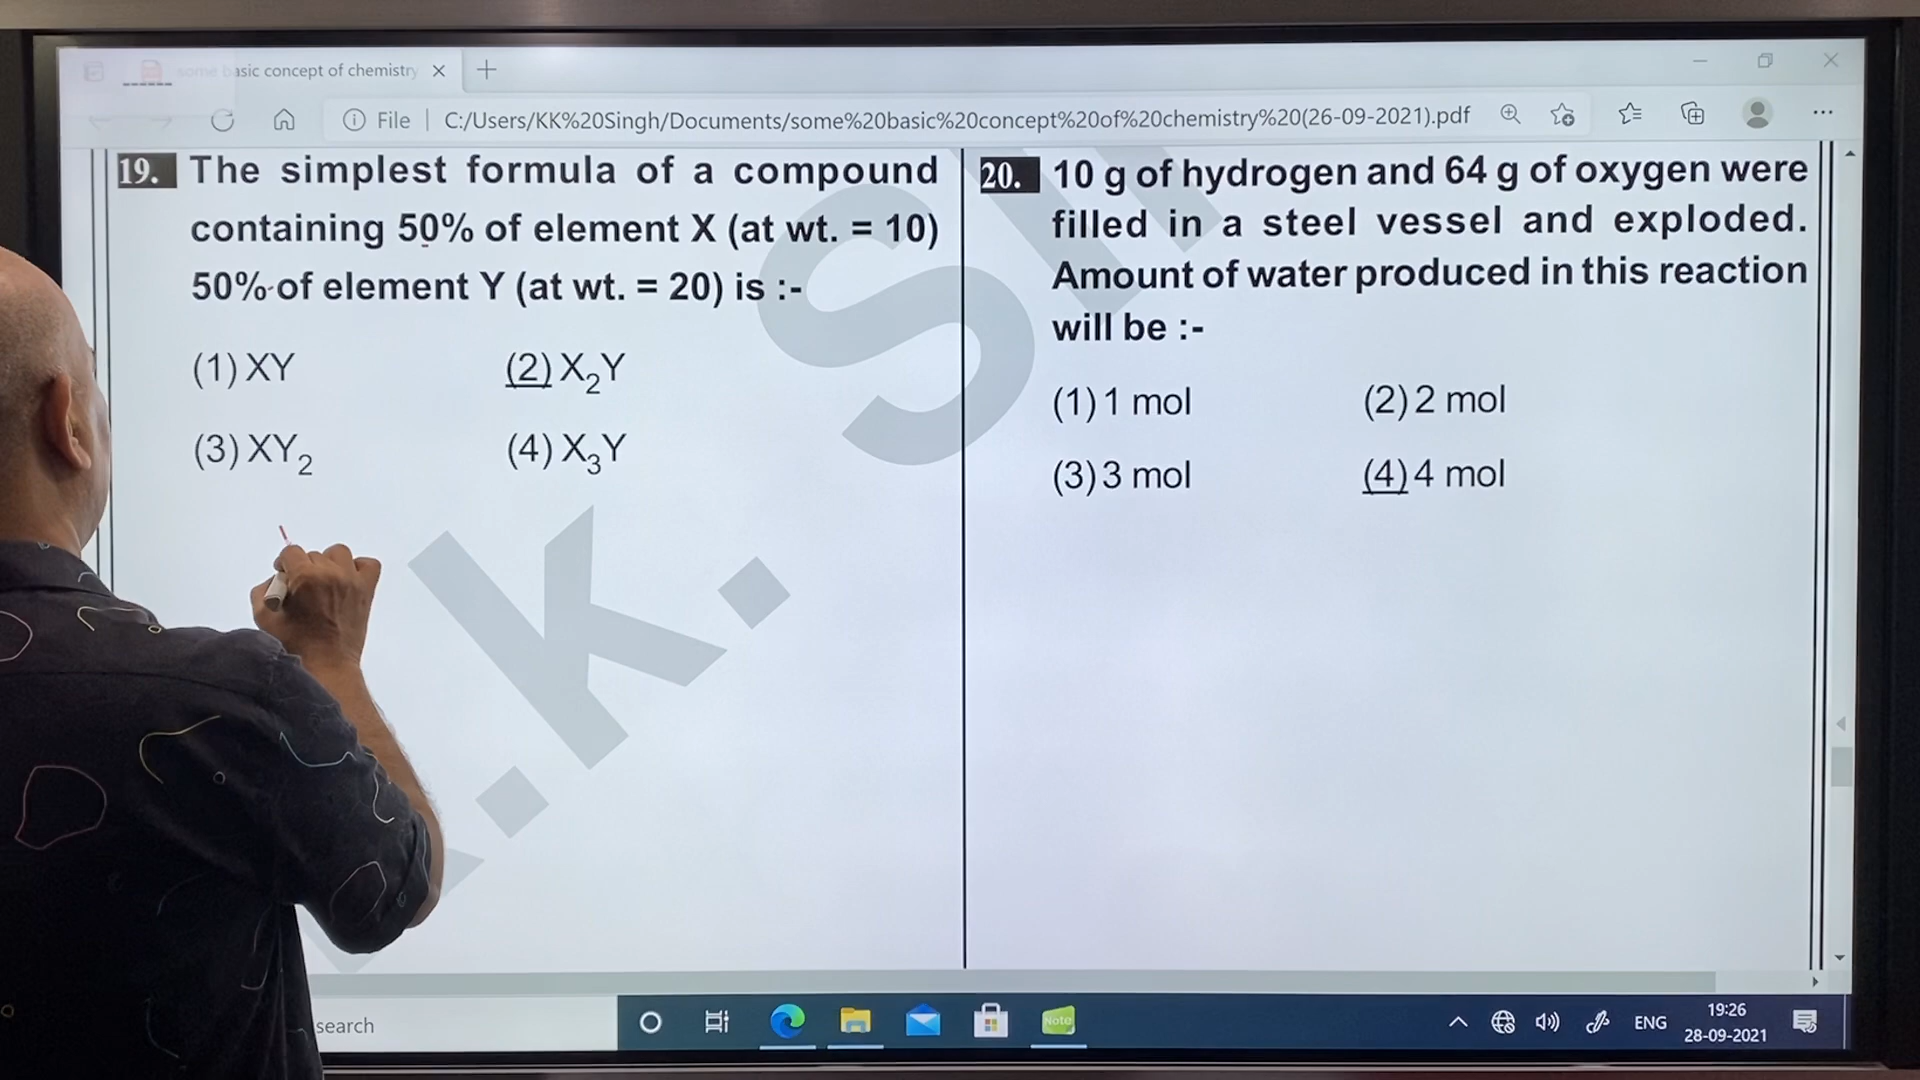 some basic concept of chemistry
File C:/Users/KK%20Singh/Documents/some%20basic%20concept%20of%20chemistry%20(26-09-2021).pdf
19. The simplest formula of a compound
containing 50% of element X (at wt. = 10)
50% of element Y (at wt. = 20) is :-
(1) XY (2) X₂Y
(3) XY₂ (4) X₃Y
20. 10 g of hydrogen and 64 g of oxygen were
filled in a steel vessel and exploded.
Amount of water produced in this reaction
will be :-
(1) 1 mol (2) 2 mol
(3) 3 mol (4) 4 mol
k. Si
search
Note
ENG
19:26
28-09-2021